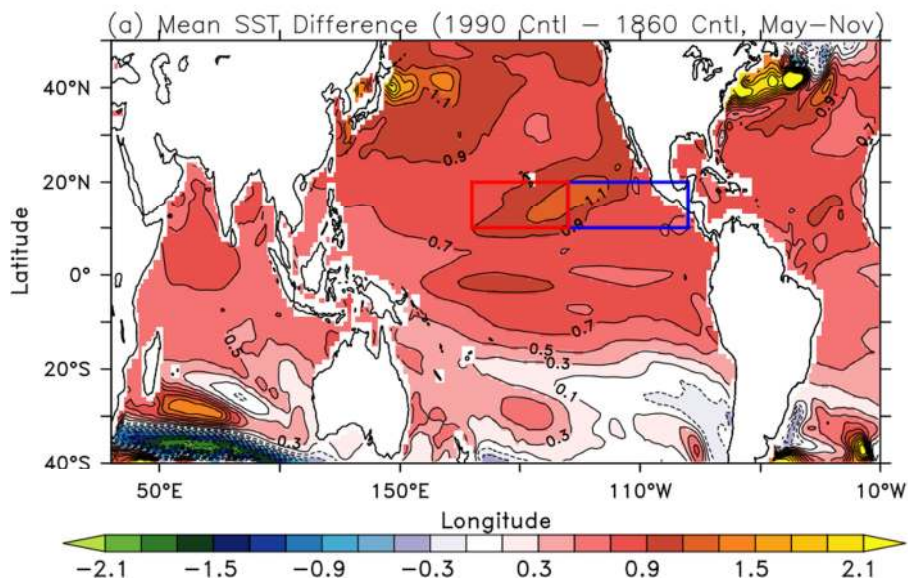 (a) Mean SST Difference (1990 Cntl – 1860 Cntl, May–Nov)
40°N
20°N
0°
20°S
40°S
Latitude
1.1
0.9
0.9
0.7
1.1
0.9
0.7
0.7
0.5
0.5
0.3
0.1
0.3
0.3
50°E 150°E 110°W 10°W
Longitude
−2.1 −1.5 −0.9 −0.5 0.3 0.9 1.5 2.1